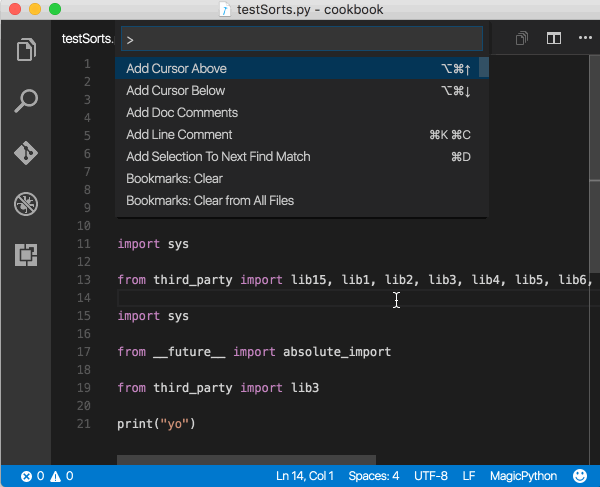 testSorts.py - cookbook
testSorts.
>
Add Cursor Above ⌥⌘↑
Add Cursor Below ⌥⌘↓
Add Doc Comments
Add Line Comment ⌘K ⌘C
Add Selection To Next Find Match ⌘D
Bookmarks: Clear
Bookmarks: Clear from All Files
1
2
3
4
5
6
7
8
9
10
11 import sys
12
13 from third_party import lib15, lib1, lib2, lib3, lib4, lib5, lib6,
14
15 import sys
16
17 from __future__ import absolute_import
18
19 from third_party import lib3
20
21 print("yo")
0 0 Ln 14, Col 1 Spaces: 4 UTF-8 LF MagicPython